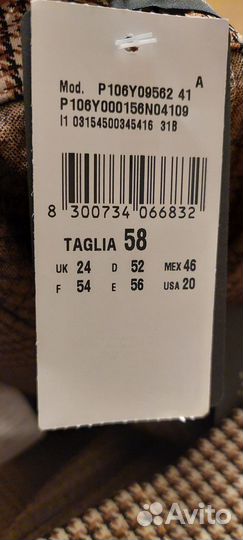 Mod. P106Y09562 41 A
P106Y000156N04109
I1 03154500345416 31B
8 300734 066832
TAGLIA 58
UK 24 D 52 MEX 46
F 54 E 56 USA 20
Avito